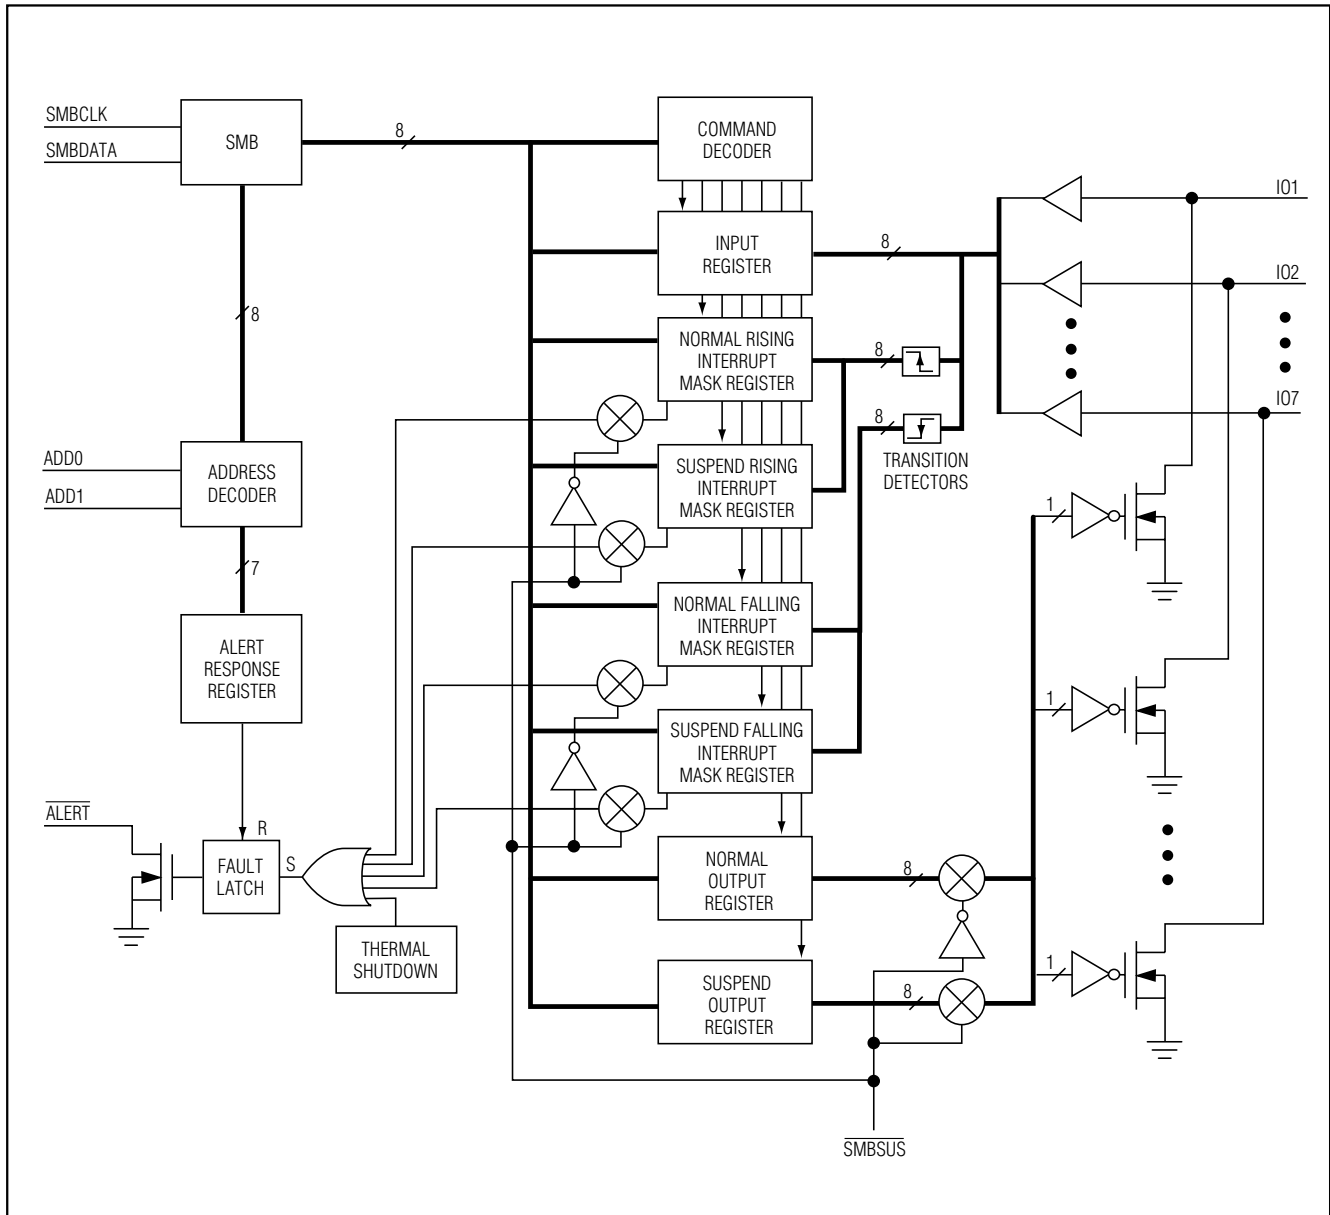 SMBCLK
SMBDATA
SMB
8
COMMAND
DECODER
INPUT
REGISTER
8
IO1
IO2
IO7
8
NORMAL RISING
INTERRUPT
MASK REGISTER
8
8
TRANSITION
DETECTORS
ADD0
ADD1
ADDRESS
DECODER
SUSPEND RISING
INTERRUPT
MASK REGISTER
1
7
ALERT
RESPONSE
REGISTER
NORMAL FALLING
INTERRUPT
MASK REGISTER
1
SUSPEND FALLING
INTERRUPT
MASK REGISTER
ALERT
R
FAULT
LATCH
S
THERMAL
SHUTDOWN
NORMAL
OUTPUT
REGISTER
8
1
SUSPEND
OUTPUT
REGISTER
8
SMBSUS